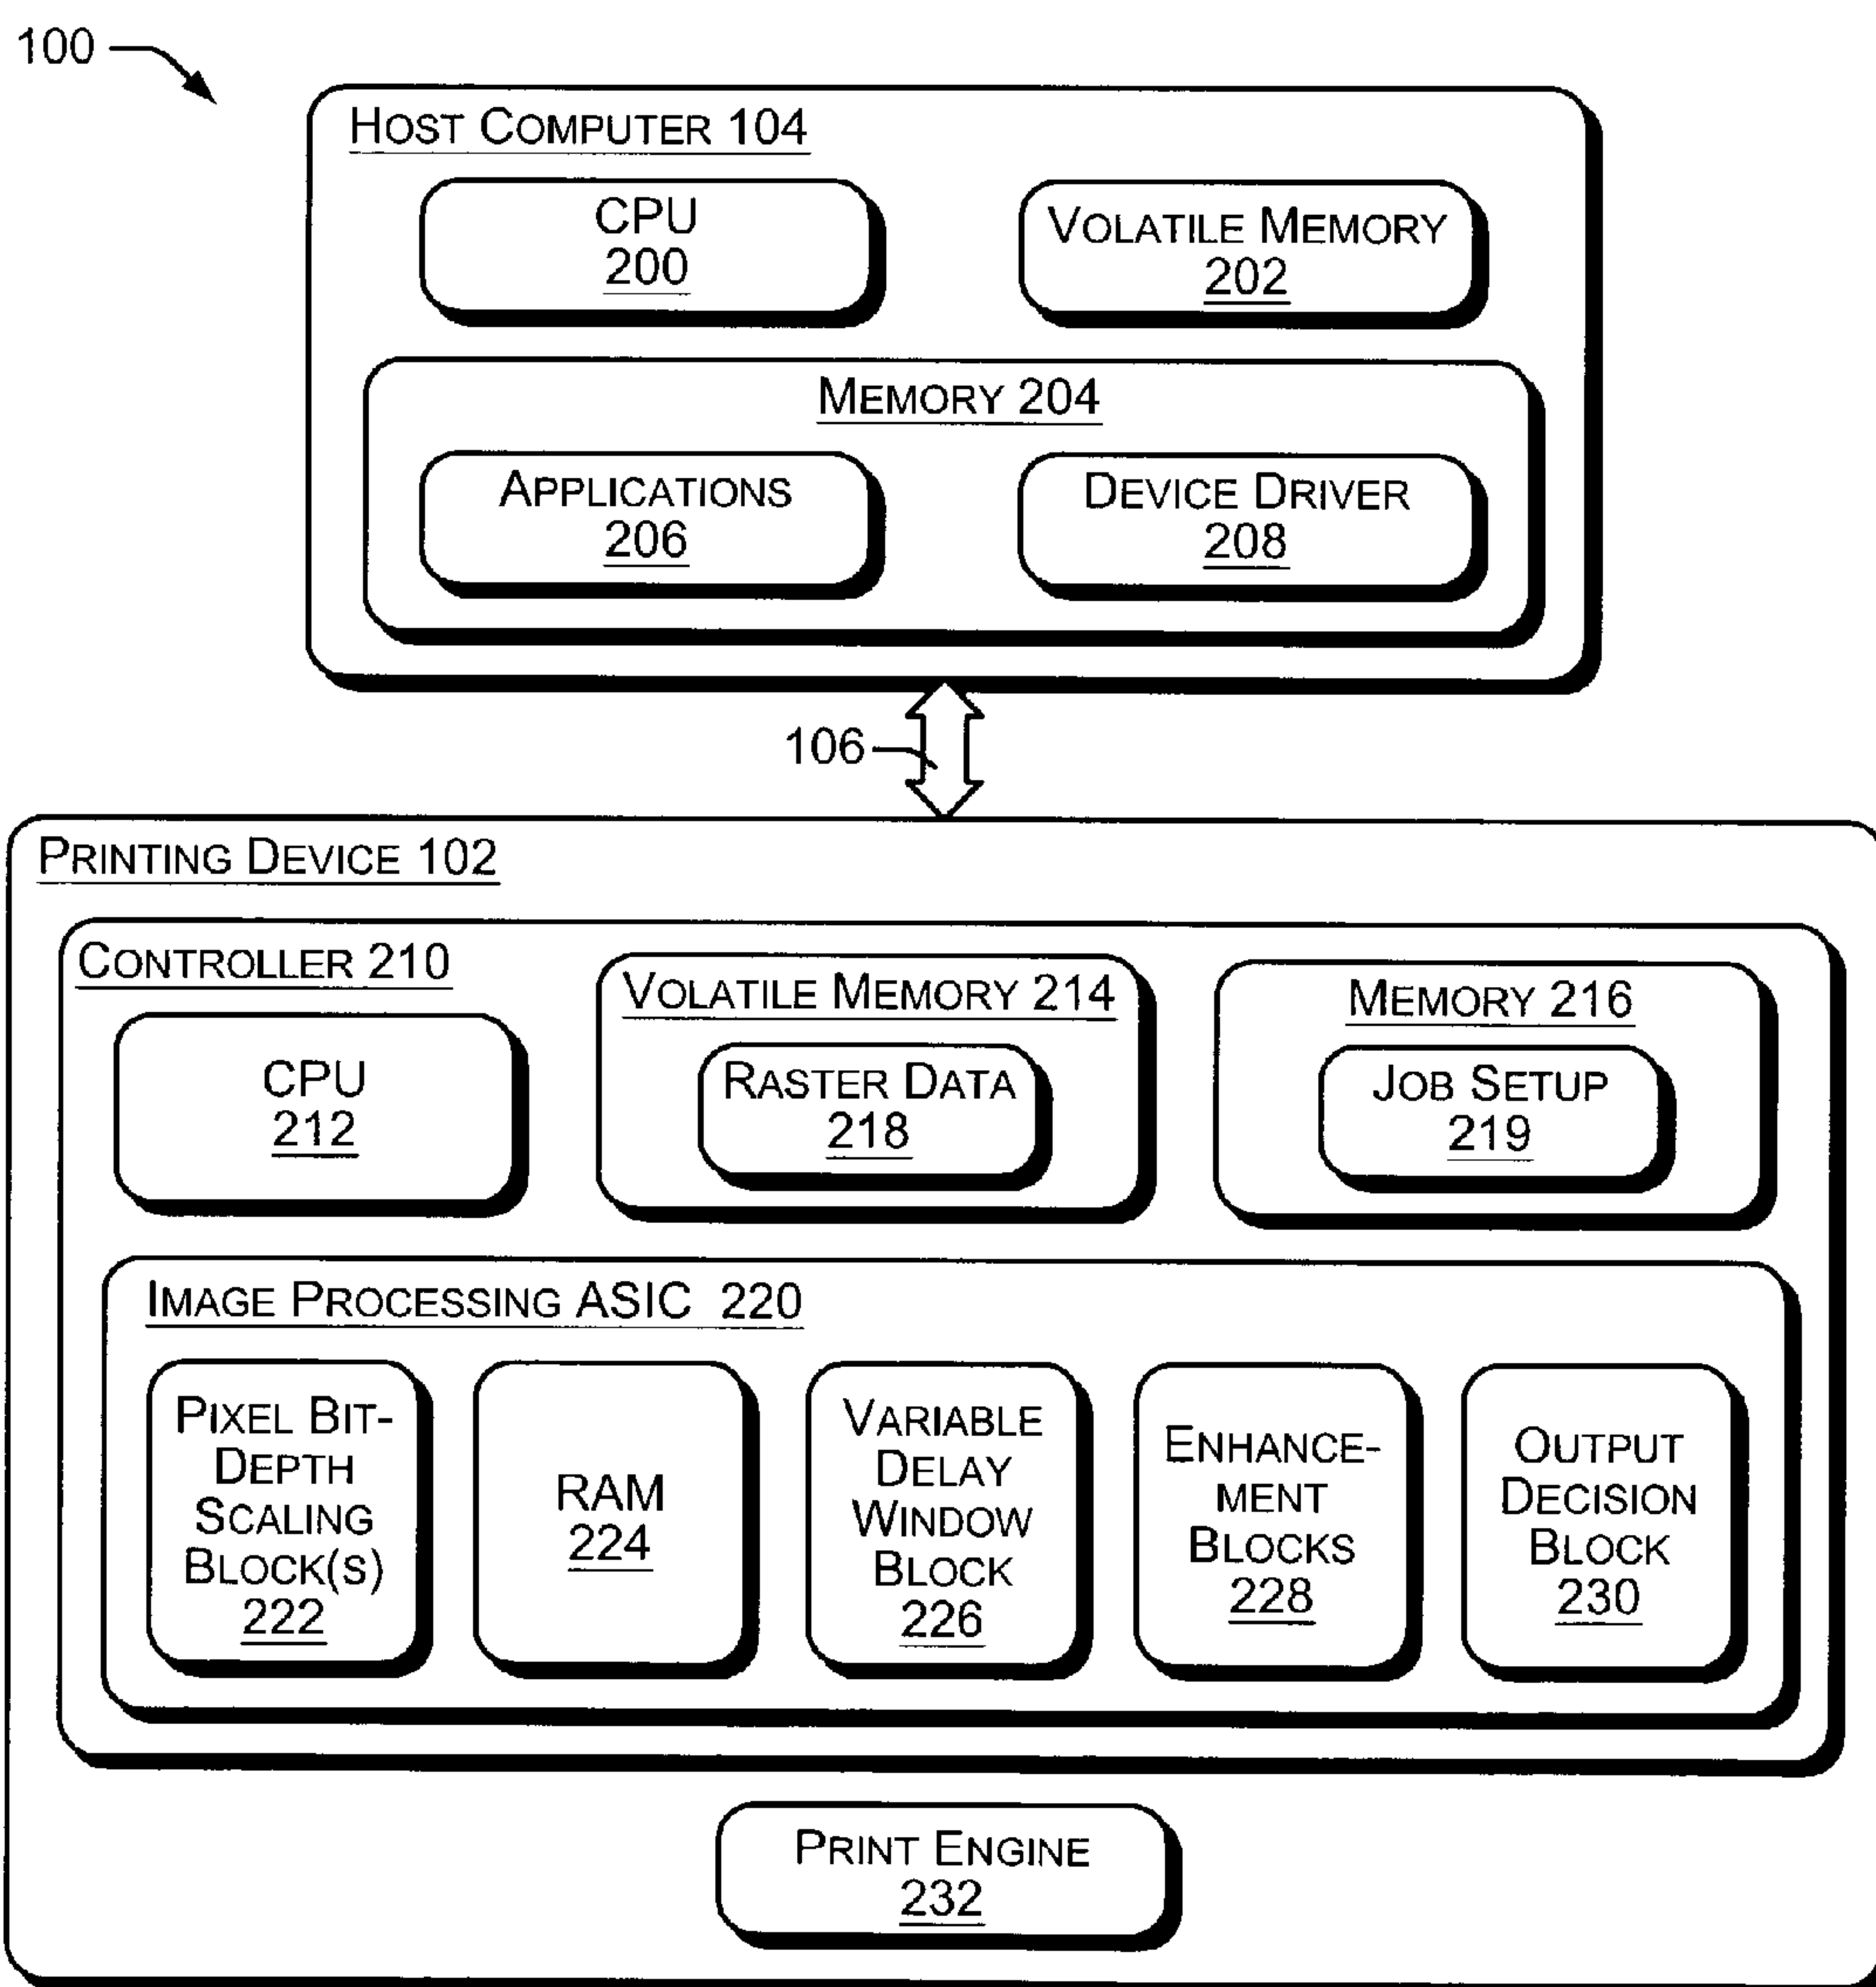 100
HOST COMPUTER 104
CPU
200
VOLATILE MEMORY
202
MEMORY 204
APPLICATIONS
206
DEVICE DRIVER
208
106
PRINTING DEVICE 102
CONTROLLER 210
CPU
212
VOLATILE MEMORY 214
RASTER DATA
218
MEMORY 216
JOB SETUP
219
IMAGE PROCESSING ASIC 220
PIXEL BIT-
DEPTH
SCALING
BLOCK(S)
222
RAM
224
VARIABLE
DELAY
WINDOW
BLOCK
226
ENHANCE-
MENT
BLOCKS
228
OUTPUT
DECISION
BLOCK
230
PRINT ENGINE
232